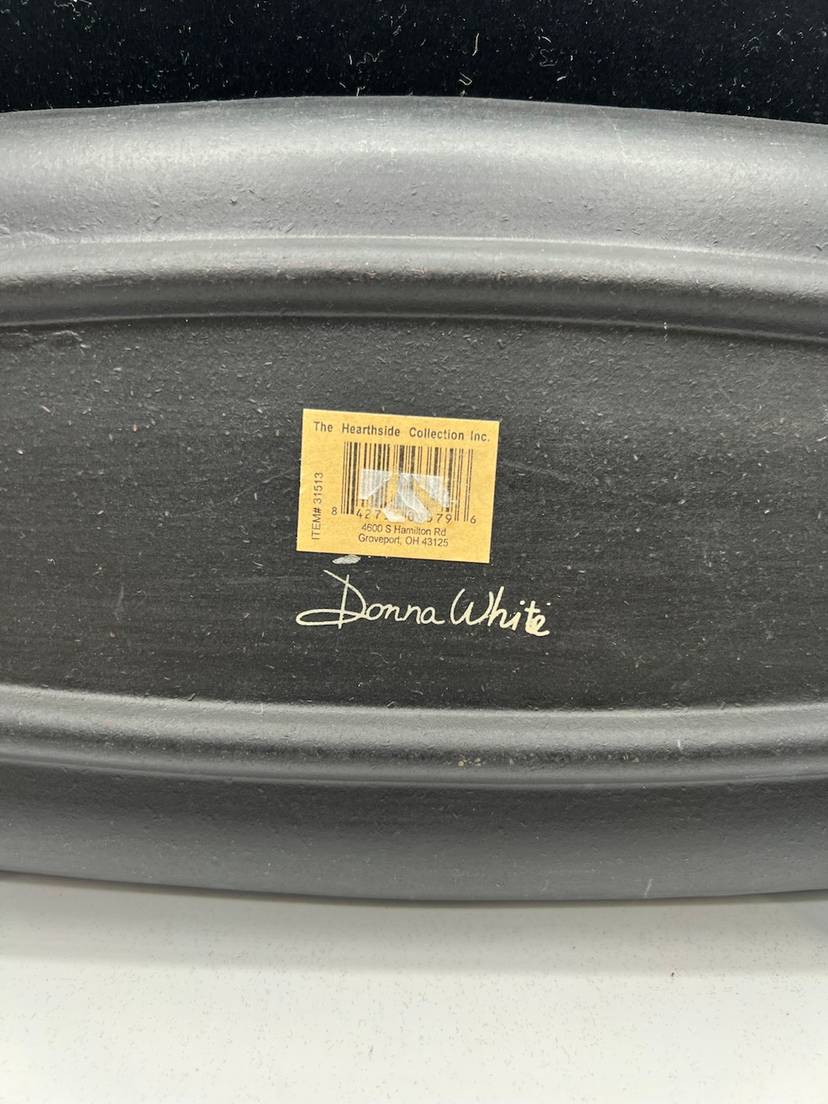 The Hearthside Collection Inc.
ITEM# 31513
4600 S Hamilton Rd
Groveport, OH 43125
Donna White